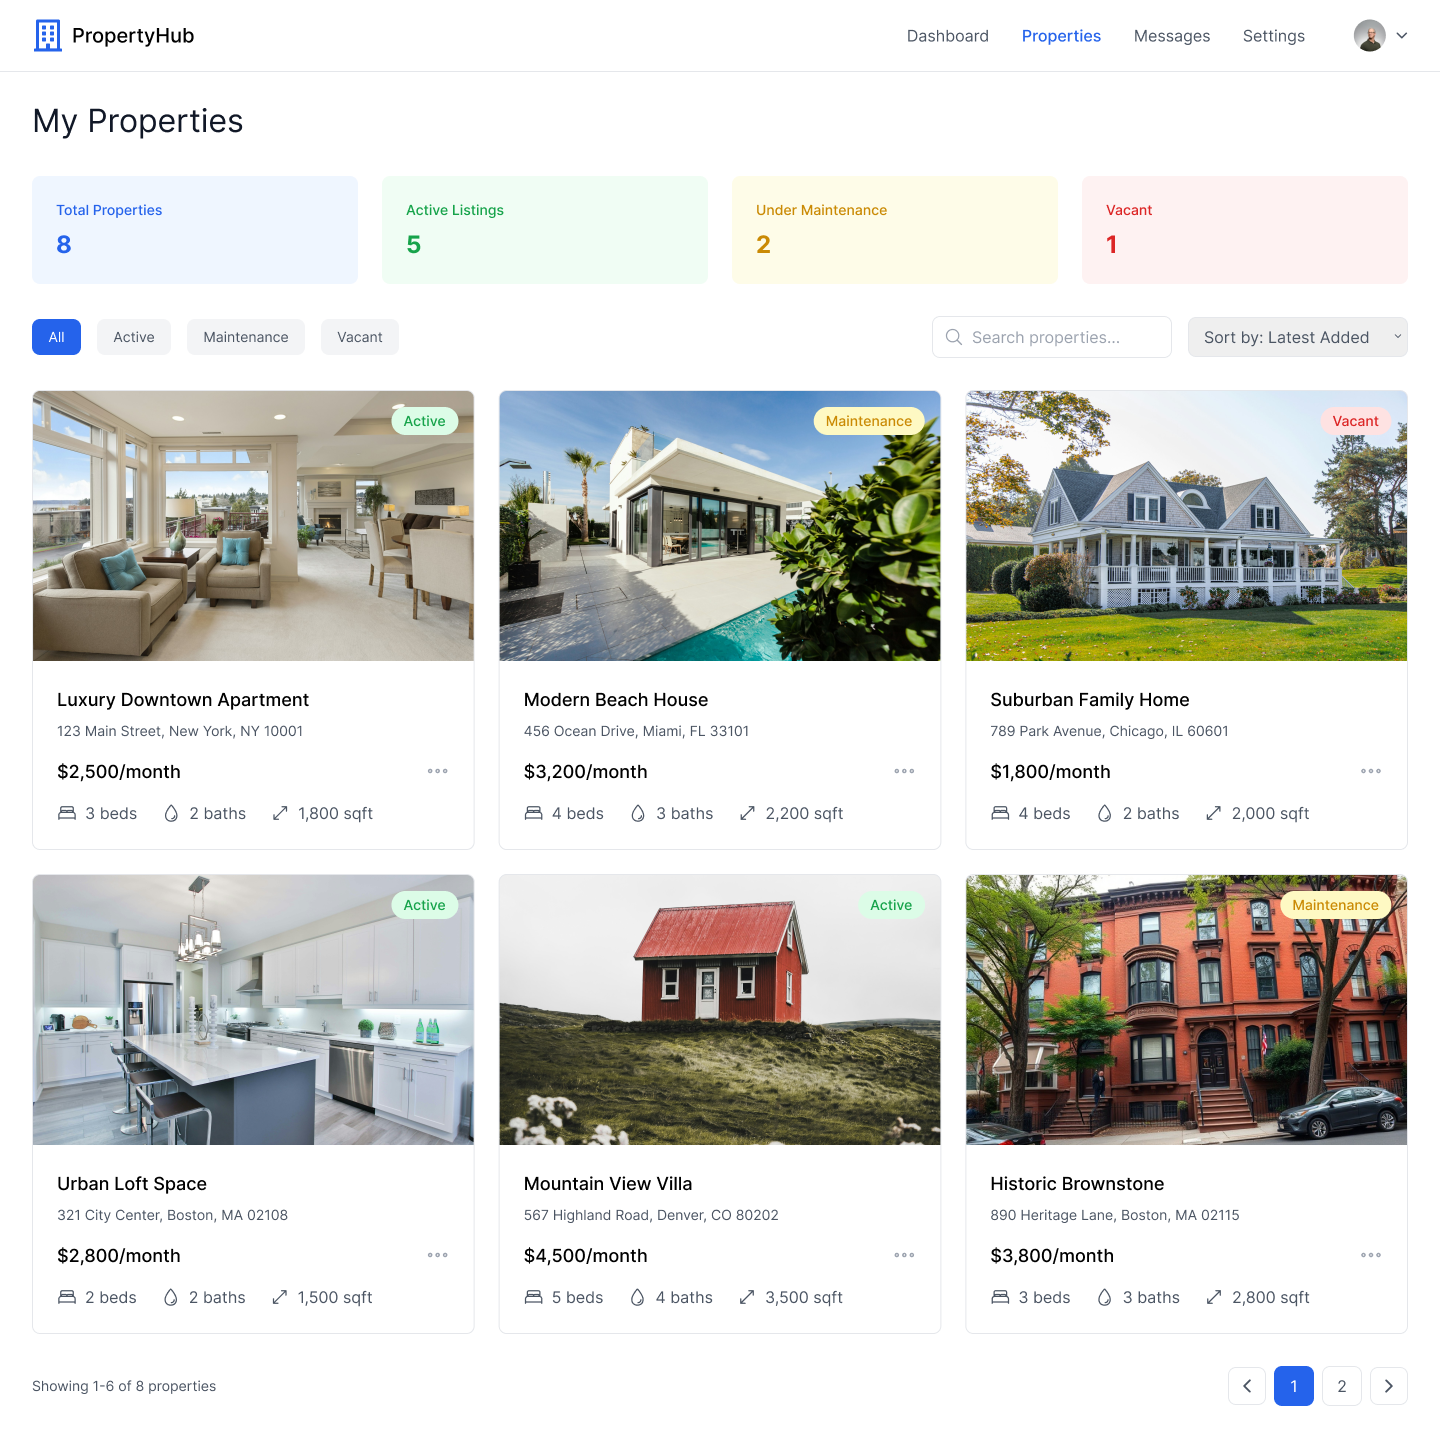 PropertyHub
Dashboard
Properties
Messages
Settings
My Properties
Total Properties
8
Active Listings
5
Under Maintenance
2
Vacant
1
All
Active
Maintenance
Vacant
Search properties...
Sort by: Latest Added
Active
Luxury Downtown Apartment
123 Main Street, New York, NY 10001
$2,500/month
3 beds
2 baths
1,800 sqft
Maintenance
Modern Beach House
456 Ocean Drive, Miami, FL 33101
$3,200/month
4 beds
3 baths
2,200 sqft
Vacant
Suburban Family Home
789 Park Avenue, Chicago, IL 60601
$1,800/month
4 beds
2 baths
2,000 sqft
Active
Urban Loft Space
321 City Center, Boston, MA 02108
$2,800/month
2 beds
2 baths
1,500 sqft
Active
Mountain View Villa
567 Highland Road, Denver, CO 80202
$4,500/month
5 beds
4 baths
3,500 sqft
Maintenance
Historic Brownstone
890 Heritage Lane, Boston, MA 02115
$3,800/month
3 beds
3 baths
2,800 sqft
Showing 1-6 of 8 properties
1
2